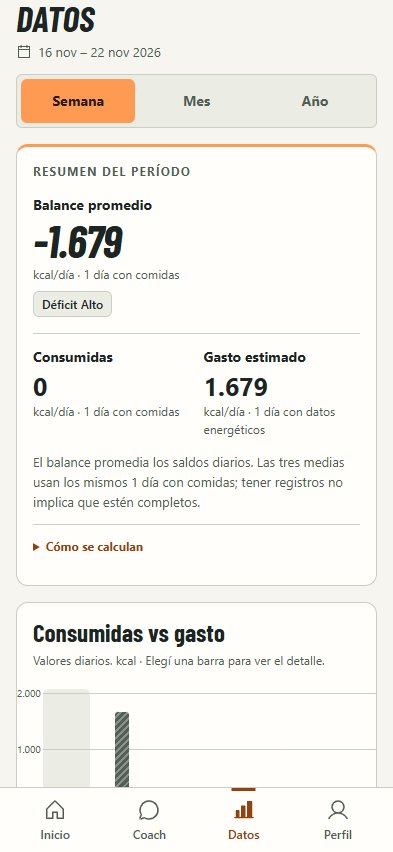 DATOS
16 nov – 22 nov 2026
Semana Mes Año
RESUMEN DEL PERÍODO
Balance promedio
-1.679
kcal/día · 1 día con comidas
Déficit Alto
Consumidas
0
kcal/día · 1 día con comidas
Gasto estimado
1.679
kcal/día · 1 día con datos
energéticos
El balance promedia los saldos diarios. Las tres medias
usan los mismos 1 día con comidas; tener registros no
implica que estén completos.
Cómo se calculan
Consumidas vs gasto
Valores diarios. kcal · Elegí una barra para ver el detalle.
2.000
1.000
Inicio Coach Datos Perfil